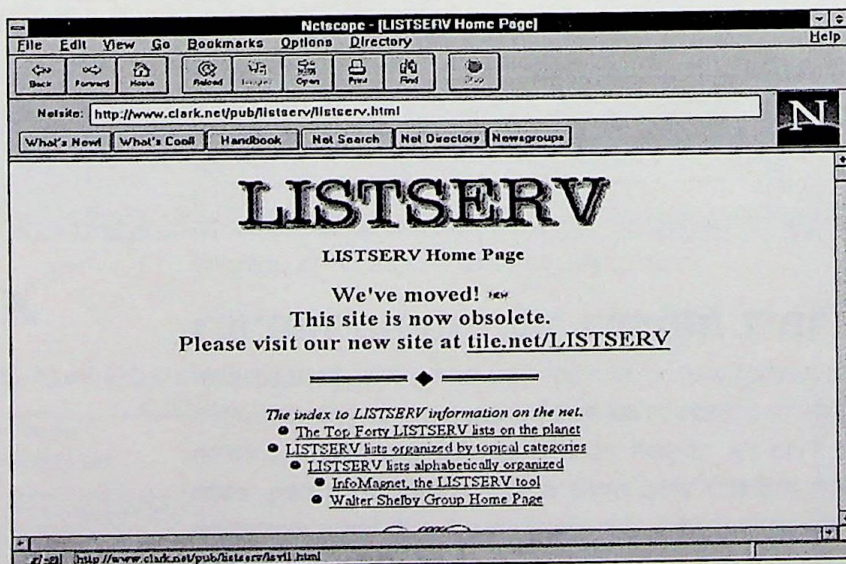 Netscape - [LISTSERV Home Page]
File Edit View Go Bookmarks Options Directory Help
Back Forward Home Reload Images Open Print Find Stop
Netsite: http://www.clark.net/pub/listserv/listserv.html
N
What's New! What's Cool! Handbook Net Search Net Directory Newsgroups
LISTSERV
LISTSERV Home Page
We've moved! NEW
This site is now obsolete.
Please visit our new site at tile.net/LISTSERV
The index to LISTSERV information on the net.
The Top Forty LISTSERV lists on the planet
LISTSERV lists organized by topical categories
LISTSERV lists alphabetically organized
InfoMagnet, the LISTSERV tool
Walter Shelby Group Home Page
http://www.clark.net/pub/listserv/lsvl1.html